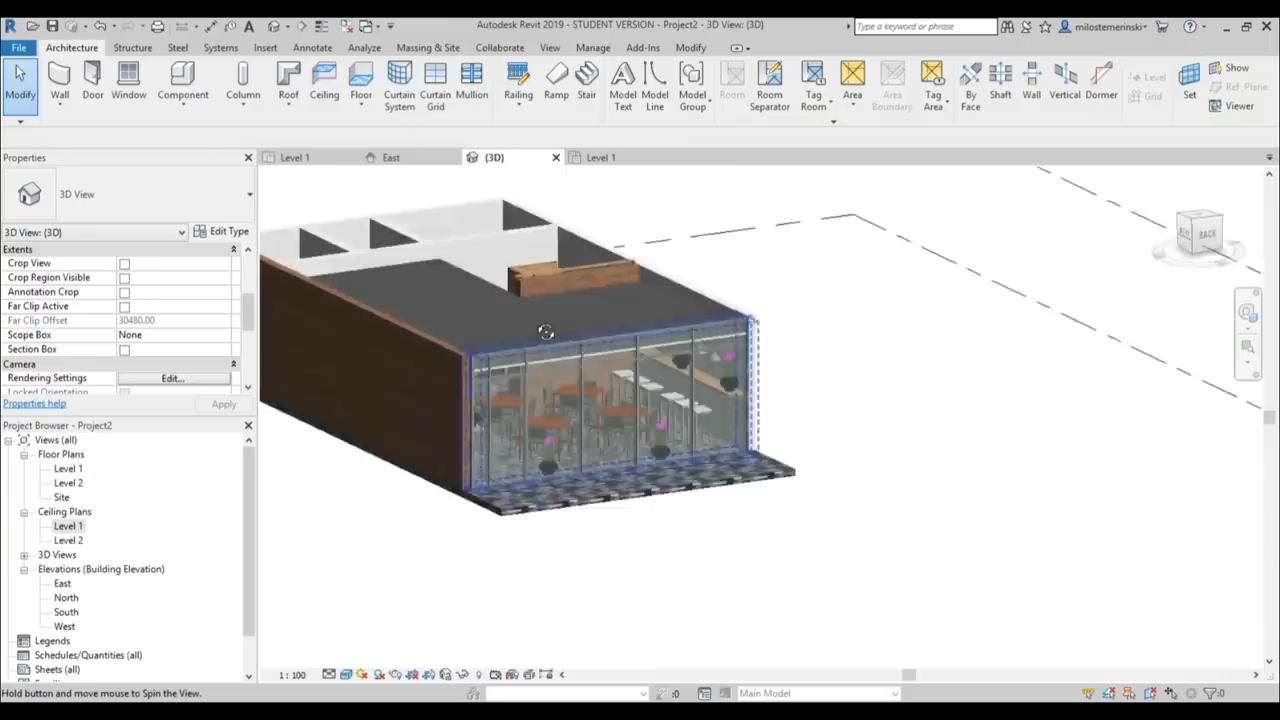 Autodesk Revit 2019 - STUDENT VERSION - Project2 - 3D View: {3D}
Type a keyword or phrase
milostemerinski
File
Architecture
Structure
Steel
Systems
Insert
Annotate
Analyze
Massing & Site
Collaborate
View
Manage
Add-Ins
Modify
Modify
Wall
Door
Window
Component
Column
Roof
Ceiling
Floor
Curtain System
Curtain Grid
Mullion
Railing
Ramp
Stair
Model Text
Model Line
Model Group
Room
Room Separator
Tag Room
Area
Area Boundary
Tag Area
By Face
Shaft
Wall
Vertical
Dormer
Level
Grid
Set
Show
Ref Plane
Viewer
Properties
Level 1
East
{3D}
Level 1
3D View
3D View: {3D}
Edit Type
Extents
Crop View
Crop Region Visible
Annotation Crop
Far Clip Active
Far Clip Offset 30480.00
Scope Box None
Section Box
Camera
Rendering Settings Edit...
Locked Orientation
Properties help
Apply
Project Browser - Project2
Views (all)
Floor Plans
Level 1
Level 2
Site
Ceiling Plans
Level 1
Level 2
3D Views
Elevations (Building Elevation)
East
North
South
West
Legends
Schedules/Quantities (all)
Sheets (all)
BACK
1 : 100
Hold button and move mouse to Spin the View.
:0
Main Model
:0